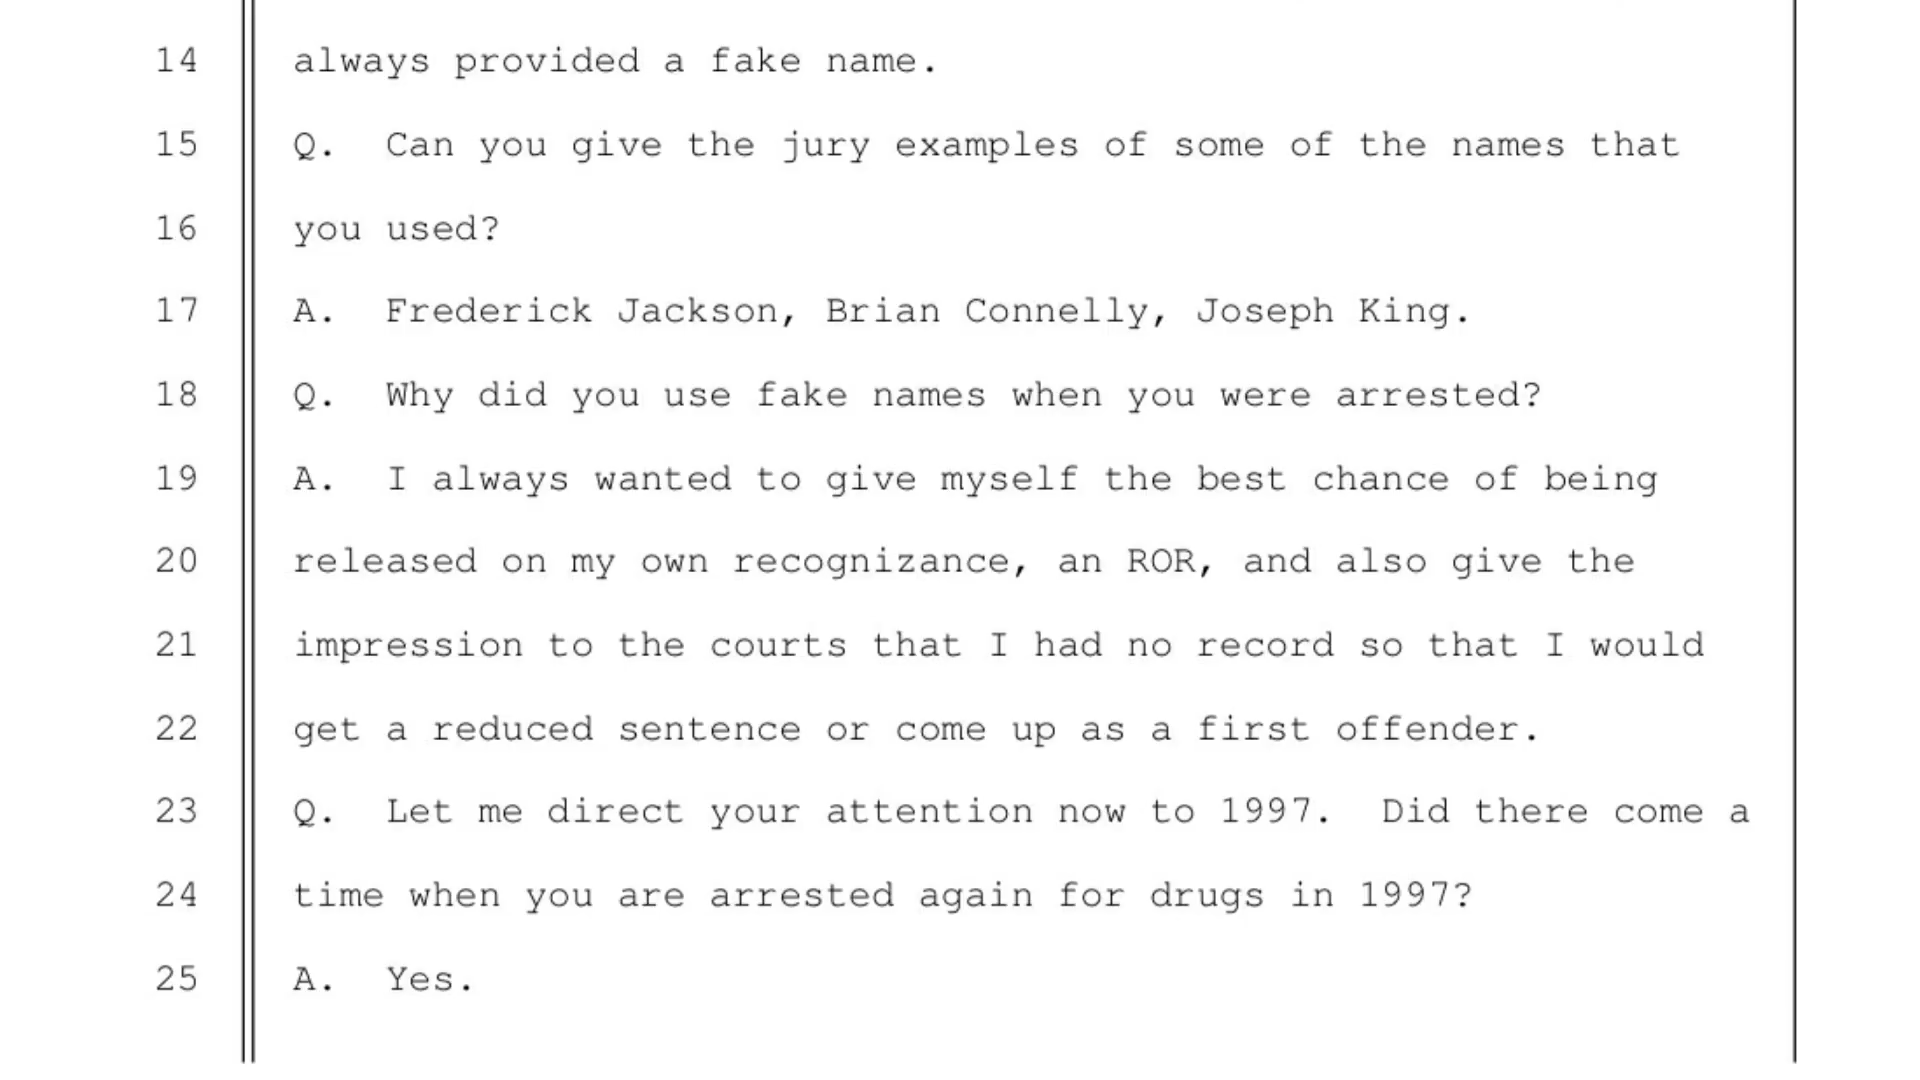 14 always provided a fake name.
15 Q.  Can you give the jury examples of some of the names that
16 you used?
17 A.  Frederick Jackson, Brian Connelly, Joseph King.
18 Q.  Why did you use fake names when you were arrested?
19 A.  I always wanted to give myself the best chance of being
20 released on my own recognizance, an ROR, and also give the
21 impression to the courts that I had no record so that I would
22 get a reduced sentence or come up as a first offender.
23 Q.  Let me direct your attention now to 1997.  Did there come a
24 time when you are arrested again for drugs in 1997?
25 A.  Yes.